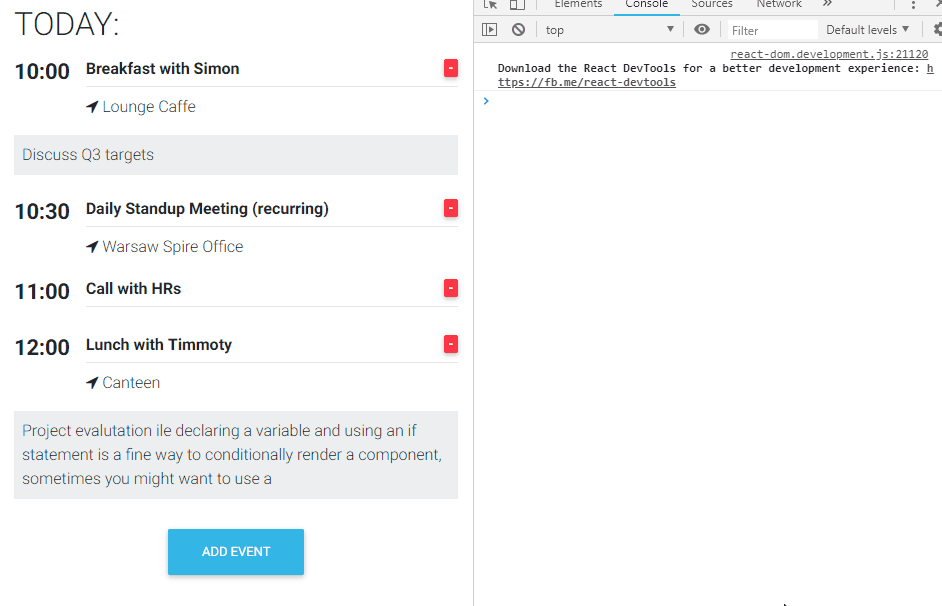 TODAY:
10:00 Breakfast with Simon -
Lounge Caffe
Discuss Q3 targets
10:30 Daily Standup Meeting (recurring) -
Warsaw Spire Office
11:00 Call with HRs -
12:00 Lunch with Timmoty -
Canteen
Project evalutation ile declaring a variable and using an if
statement is a fine way to conditionally render a component,
sometimes you might want to use a
ADD EVENT
Elements Console Sources Network »
top ▼ Filter Default levels ▼
react-dom.development.js:21120
Download the React DevTools for a better development experience: h
ttps://fb.me/react-devtools